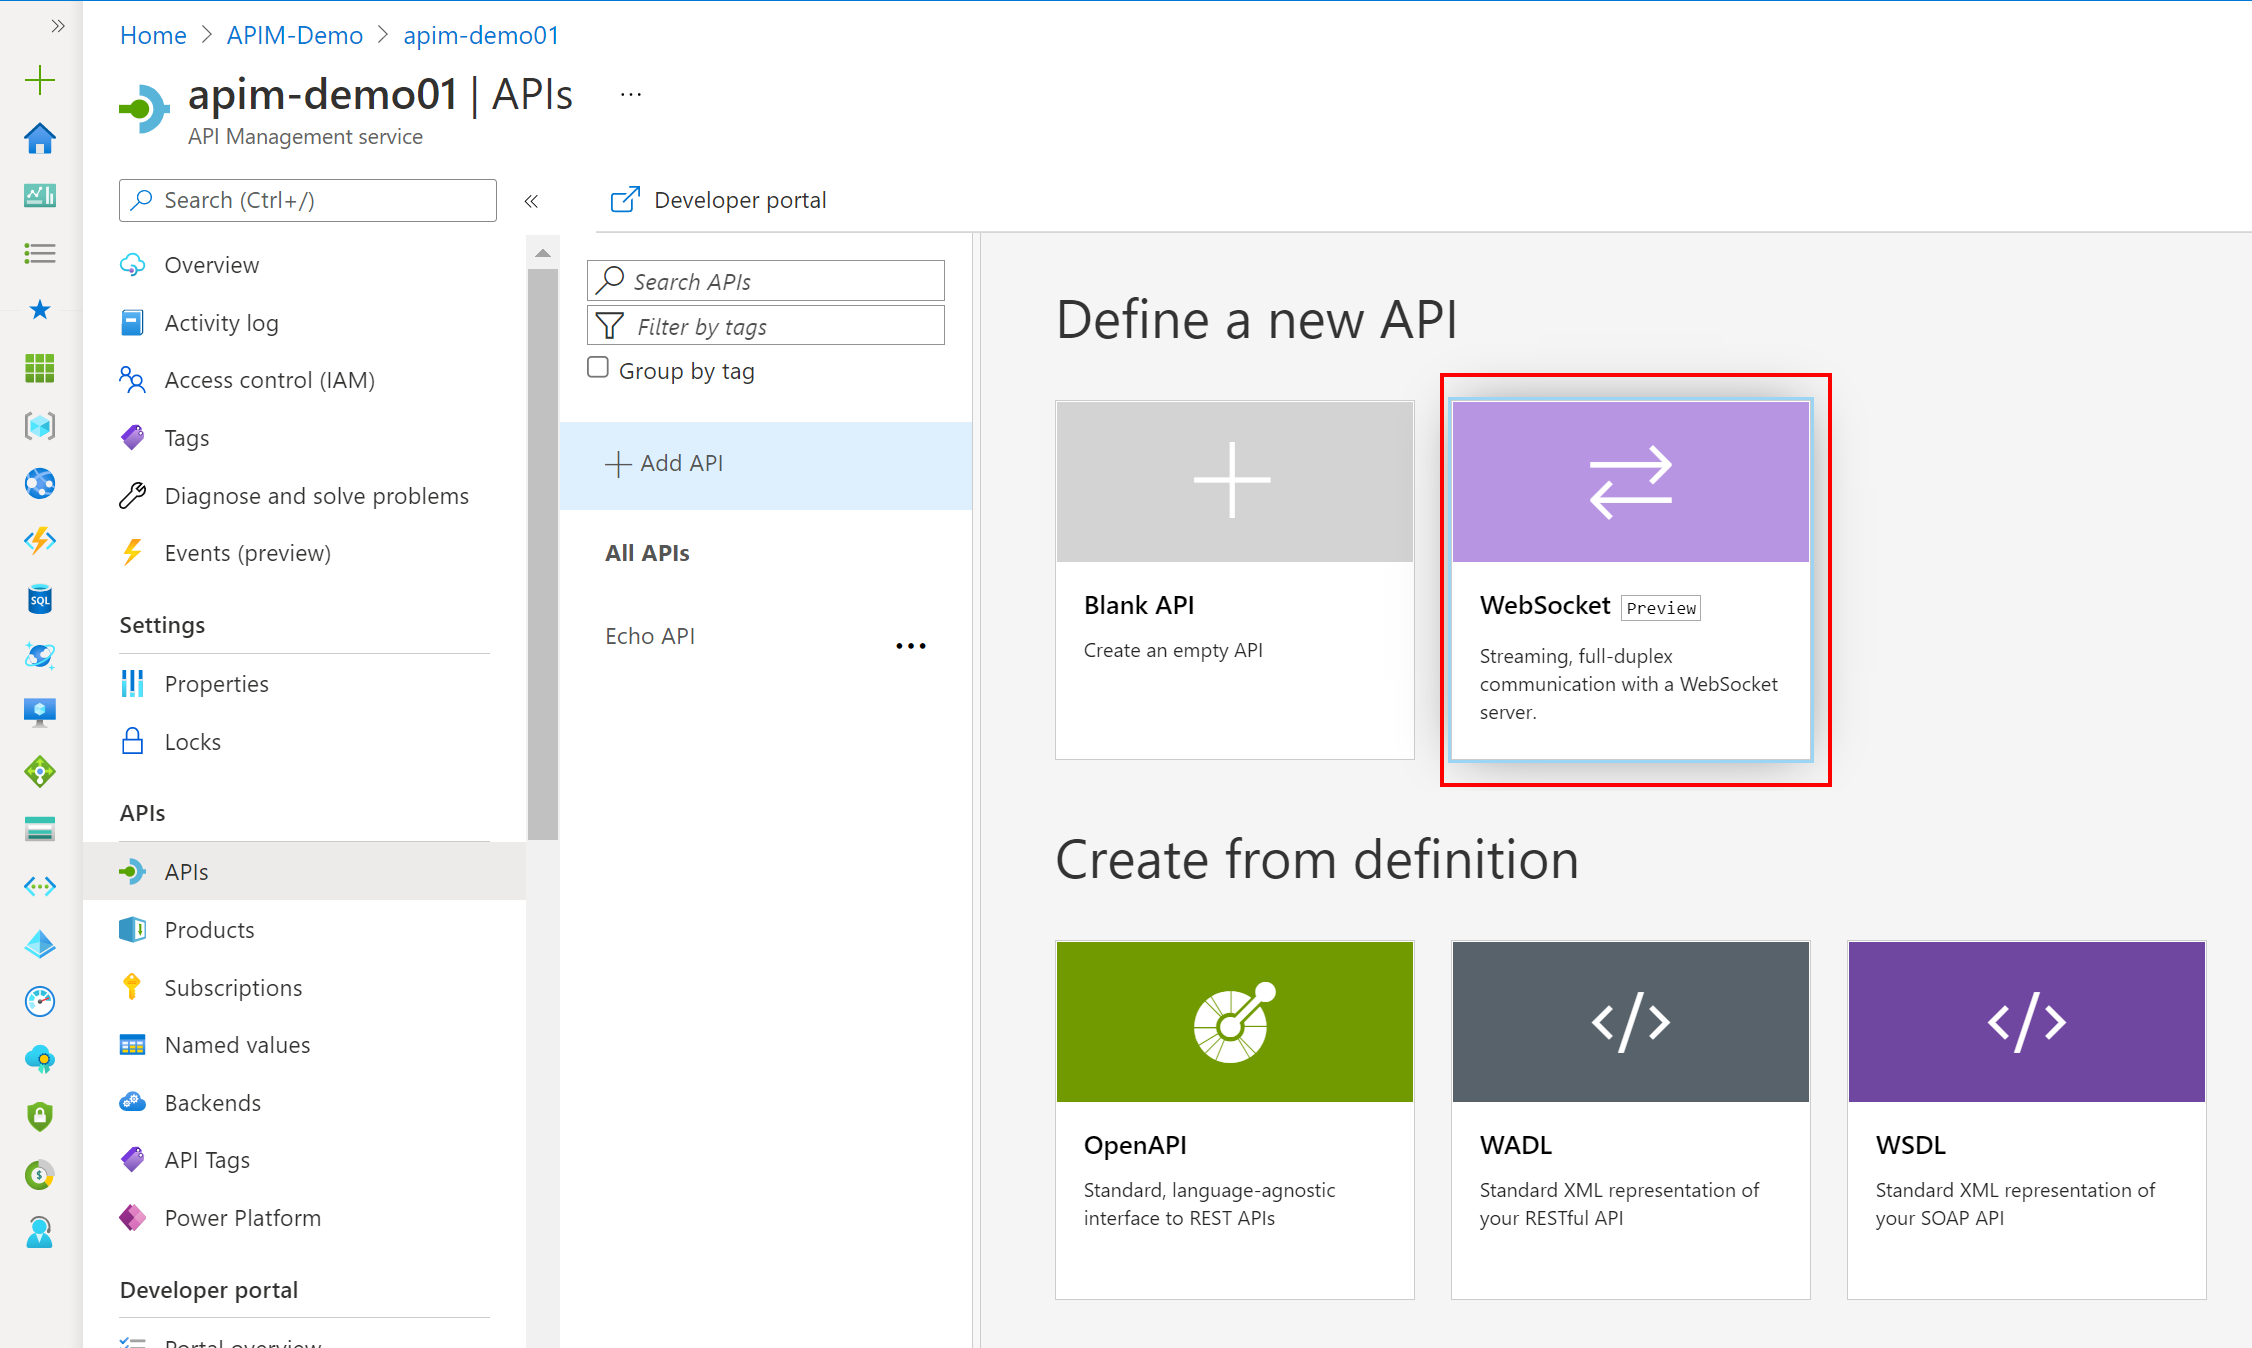 Home > APIM-Demo > apim-demo01
apim-demo01 | APIs ...
API Management service
Search (Ctrl+/)
Overview
Activity log
Access control (IAM)
Tags
Diagnose and solve problems
Events (preview)
Settings
Properties
Locks
APIs
APIs
Products
Subscriptions
Named values
Backends
API Tags
Power Platform
Developer portal
Portal overview
SQL
Developer portal
Search APIs
Filter by tags
Group by tag
Add API
All APIs
Echo API
Define a new API
Blank API
Create an empty API
WebSocket Preview
Streaming, full-duplex
communication with a WebSocket
server.
Create from definition
OpenAPI
Standard, language-agnostic
interface to REST APIs
WADL
Standard XML representation of
your RESTful API
WSDL
Standard XML representation of
your SOAP API